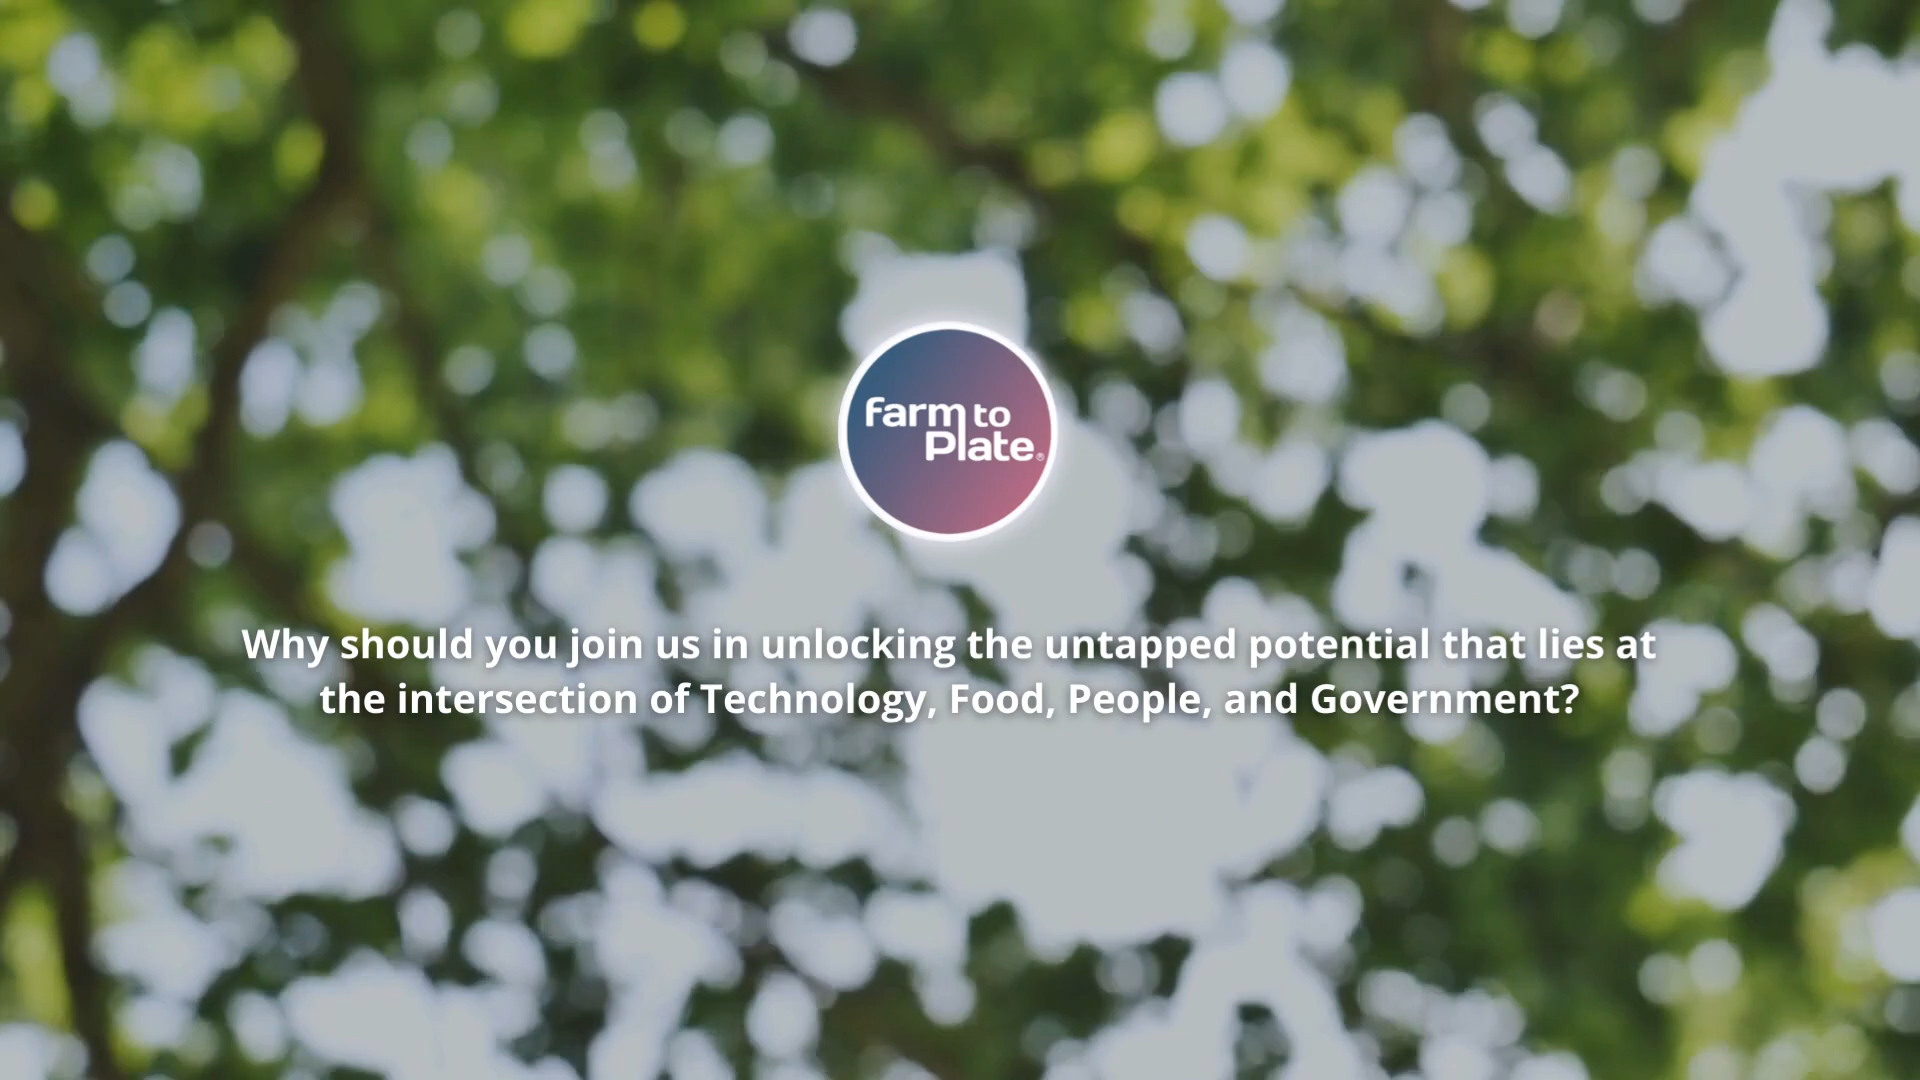 farm to
Plate®
Why should you join us in unlocking the untapped potential that lies at
the intersection of Technology, Food, People, and Government?